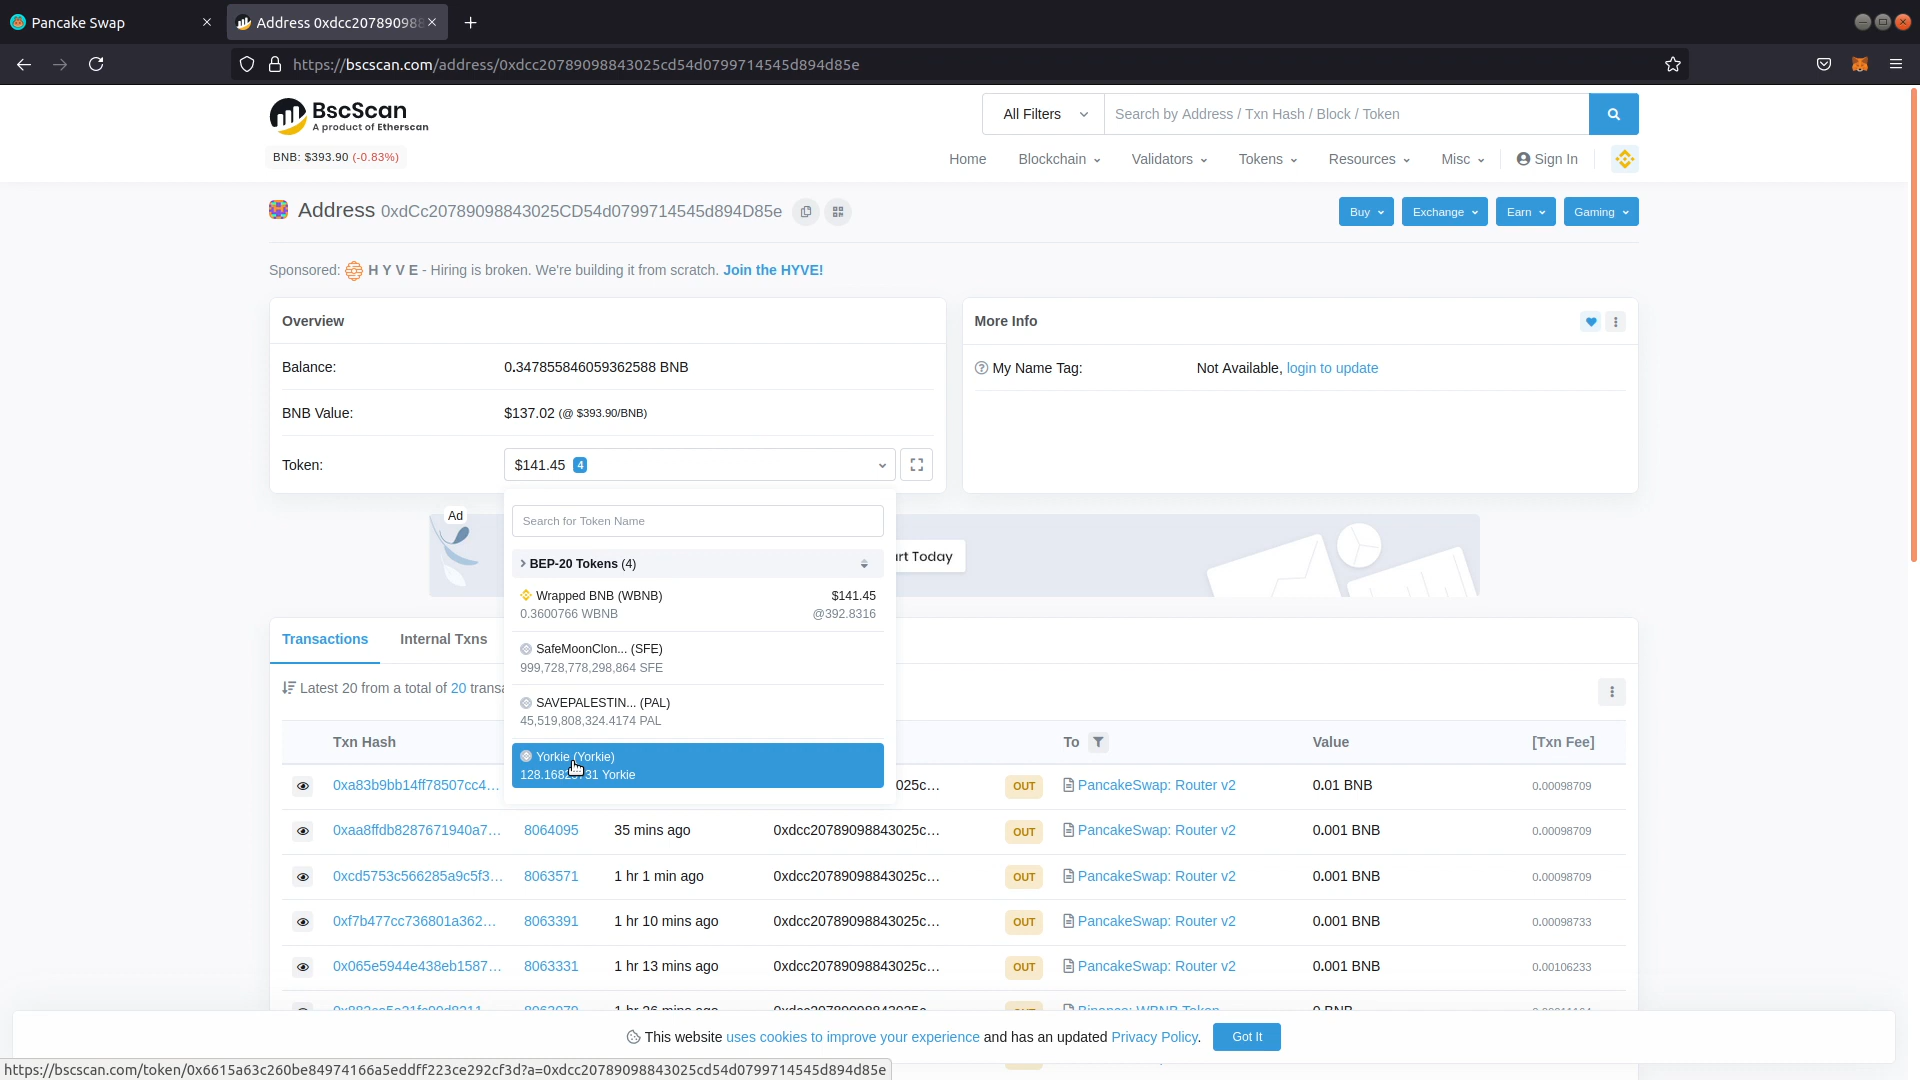 Pancake Swap
Address 0xdcc207890988
https://bscscan.com/address/0xdcc20789098843025cd54d0799714545d894d85e
BscScan
A product of Etherscan
All Filters
Search by Address / Txn Hash / Block / Token
BNB: $393.90 (-0.83%)
Home
Blockchain
Validators
Tokens
Resources
Misc
Sign In
Address 0xdCc20789098843025CD54d0799714545d894D85e
Buy
Exchange
Earn
Gaming
Sponsored: H Y V E - Hiring is broken. We're building it from scratch. Join the HYVE!
Overview
Balance: 0.347855846059362588 BNB
BNB Value: $137.02 (@ $393.90/BNB)
Token: $141.45 4
More Info
My Name Tag: Not Available, login to update
Search for Token Name
BEP-20 Tokens (4)
Wrapped BNB (WBNB) $141.45
0.3600766 WBNB @392.8316
SafeMoonClon... (SFE)
999,728,778,298,864 SFE
SAVEPALESTIN... (PAL)
45,519,808,324.4174 PAL
Yorkie (Yorkie)
Yorkie
Ad
art Today
Transactions
Internal Txns
Latest 20 from a total of 20 transa
Txn Hash To Value [Txn Fee]
0xa83b9bb14ff78507cc4... 025c... OUT PancakeSwap: Router v2 0.01 BNB 0.00098709
0xaa8ffdb8287671940a7... 8064095 35 mins ago 0xdcc20789098843025c... OUT PancakeSwap: Router v2 0.001 BNB 0.00098709
0xcd5753c566285a9c5f3... 8063571 1 hr 1 min ago 0xdcc20789098843025c... OUT PancakeSwap: Router v2 0.001 BNB 0.00098709
0xf7b477cc736801a362... 8063391 1 hr 10 mins ago 0xdcc20789098843025c... OUT PancakeSwap: Router v2 0.001 BNB 0.00098733
0x065e5944e438eb1587... 8063331 1 hr 13 mins ago 0xdcc20789098843025c... OUT PancakeSwap: Router v2 0.001 BNB 0.00106233
This website uses cookies to improve your experience and has an updated Privacy Policy.
Got It
https://bscscan.com/token/0x6615a63c260be84974166a5eddff223ce292cf3d?a=0xdcc20789098843025cd54d0799714545d894d85e